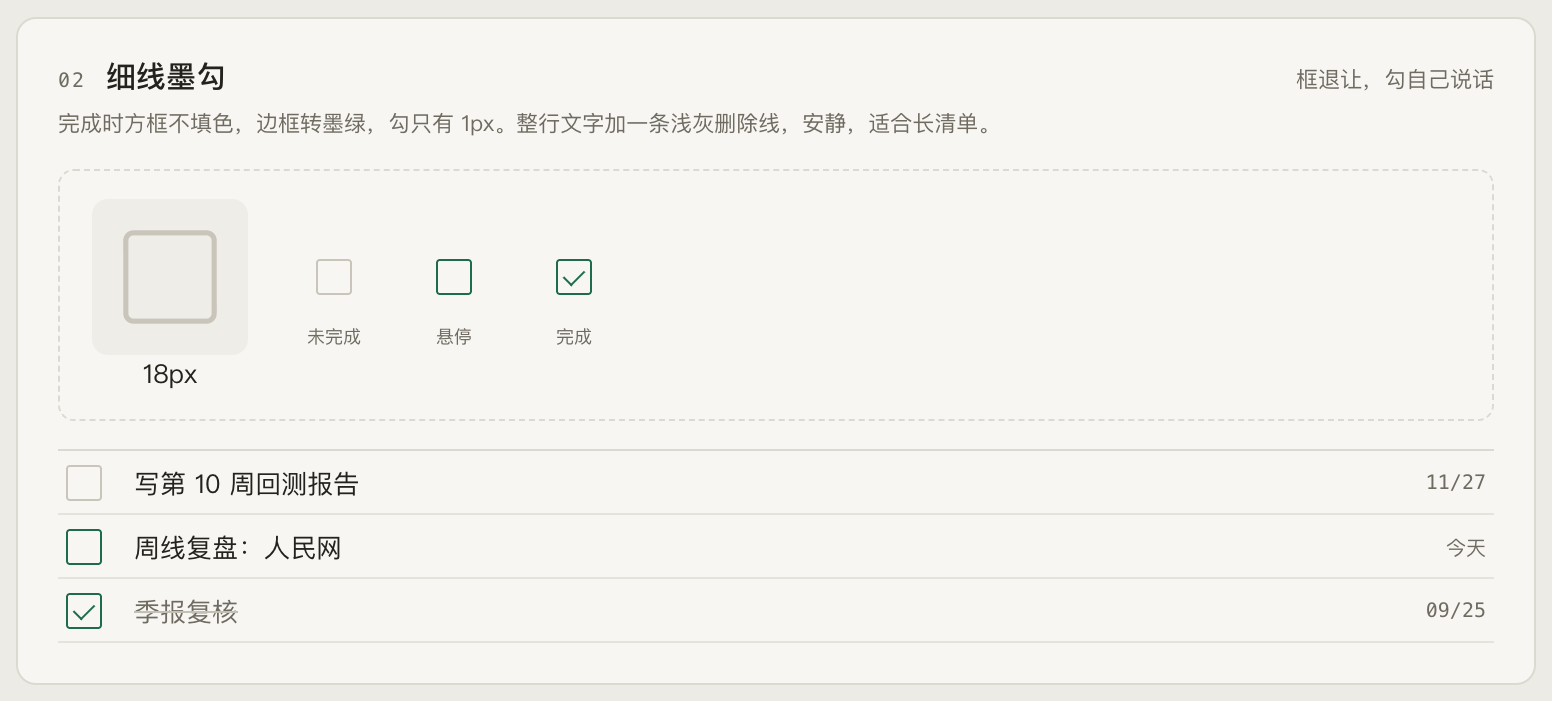 02 细线墨勾 框退让，勾自己说话
完成时方框不填色，边框转墨绿，勾只有 1px。整行文字加一条浅灰删除线，安静，适合长清单。
未完成 悬停 完成
18px
写第 10 周回测报告 11/27
周线复盘：人民网 今天
季报复核 09/25